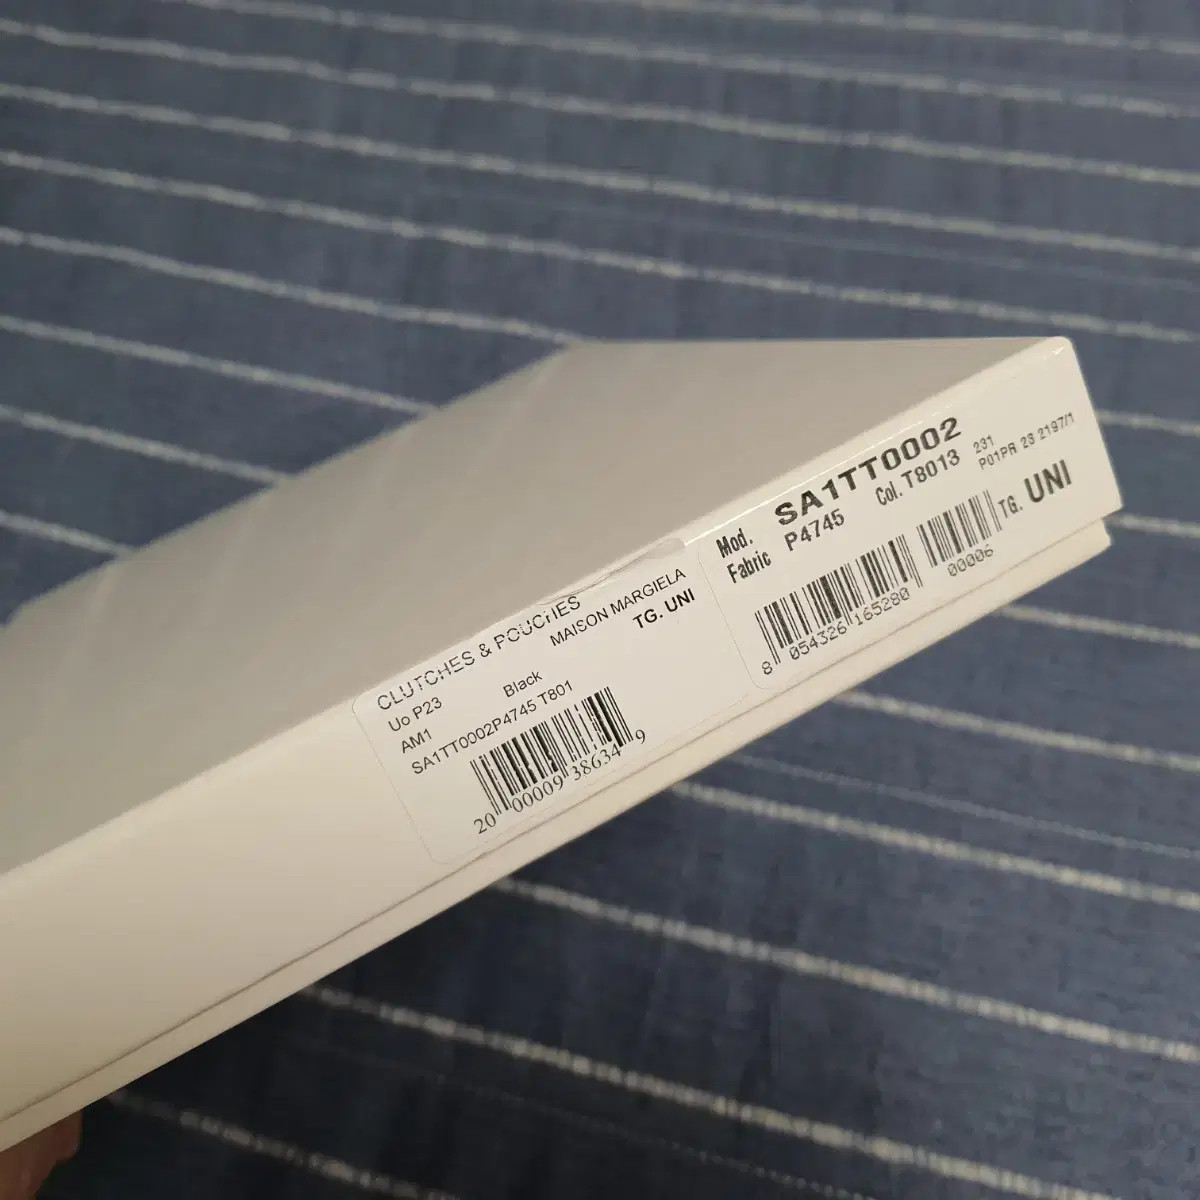 CLUTCHES & POUCHES
Uo P23
MAISON MARGIELA
AM1
Black
TG. UNI
SA1TT0002P4745 T801
20 00009 38634 9
Mod. SA1TT0002 231
Fabric P4745 Col. T8013 P01PR 23 2197/1
TG. UNI
8 054326 165280 00006